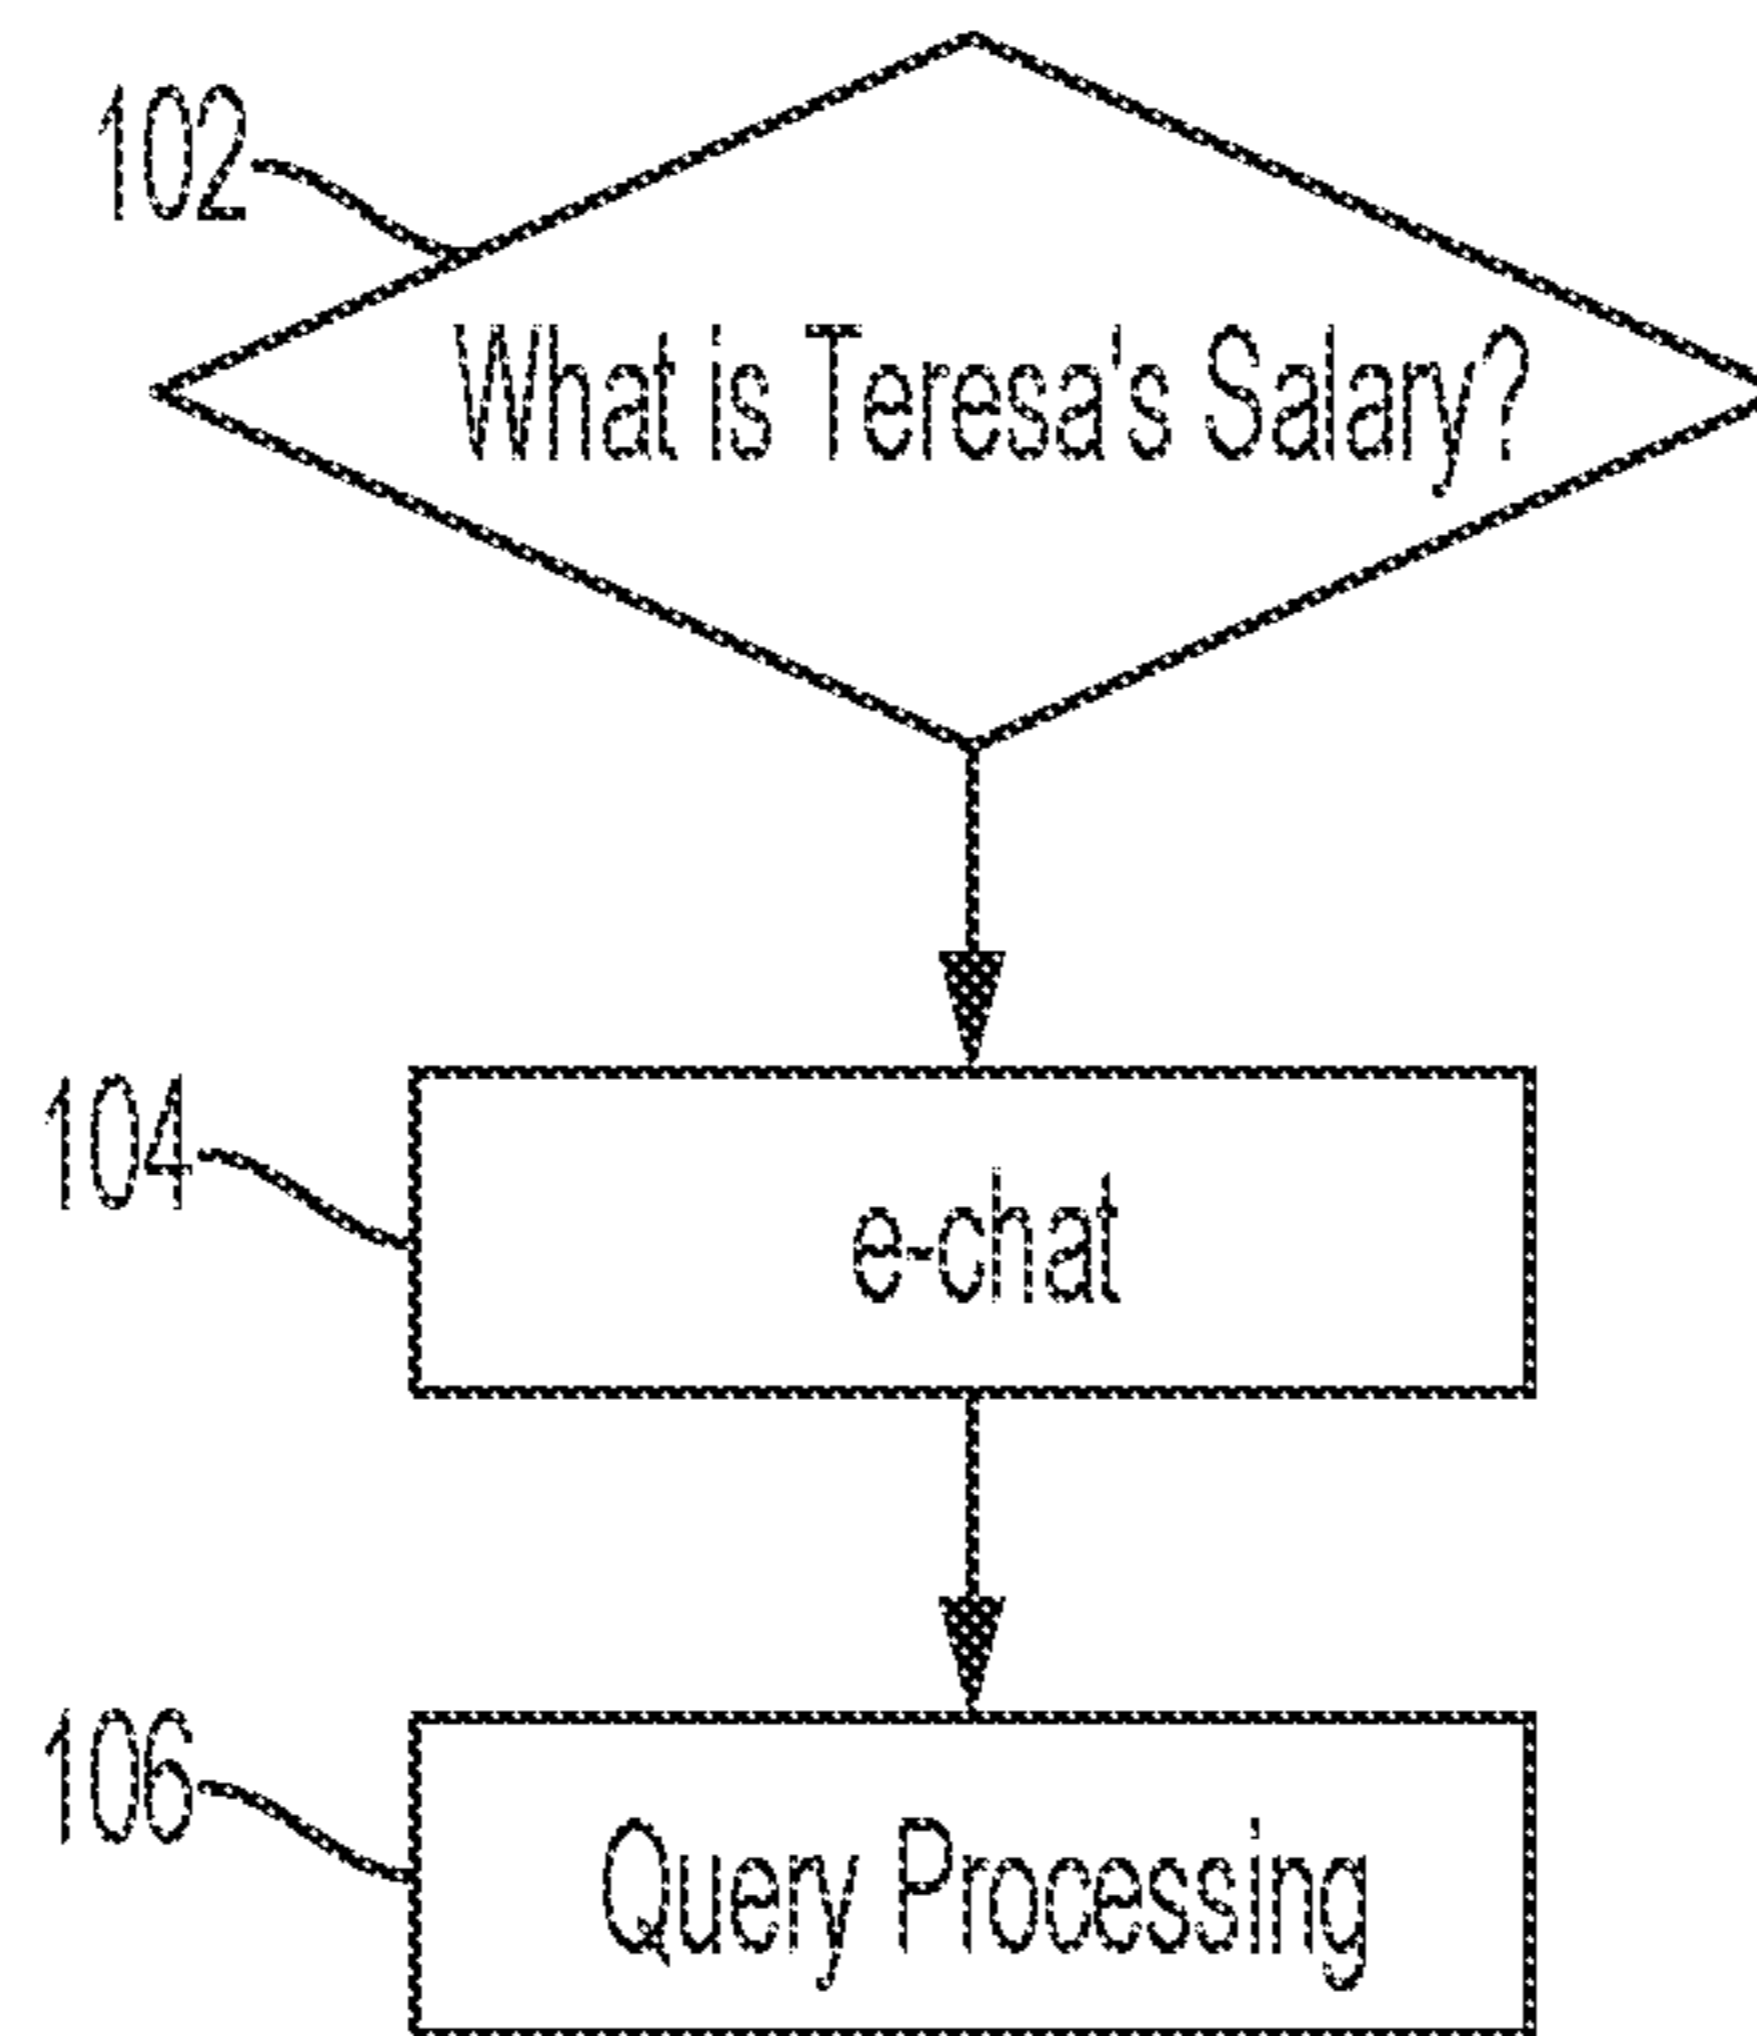 102
What is Teresa's Salary?
104
e-chat
106
Query Processing